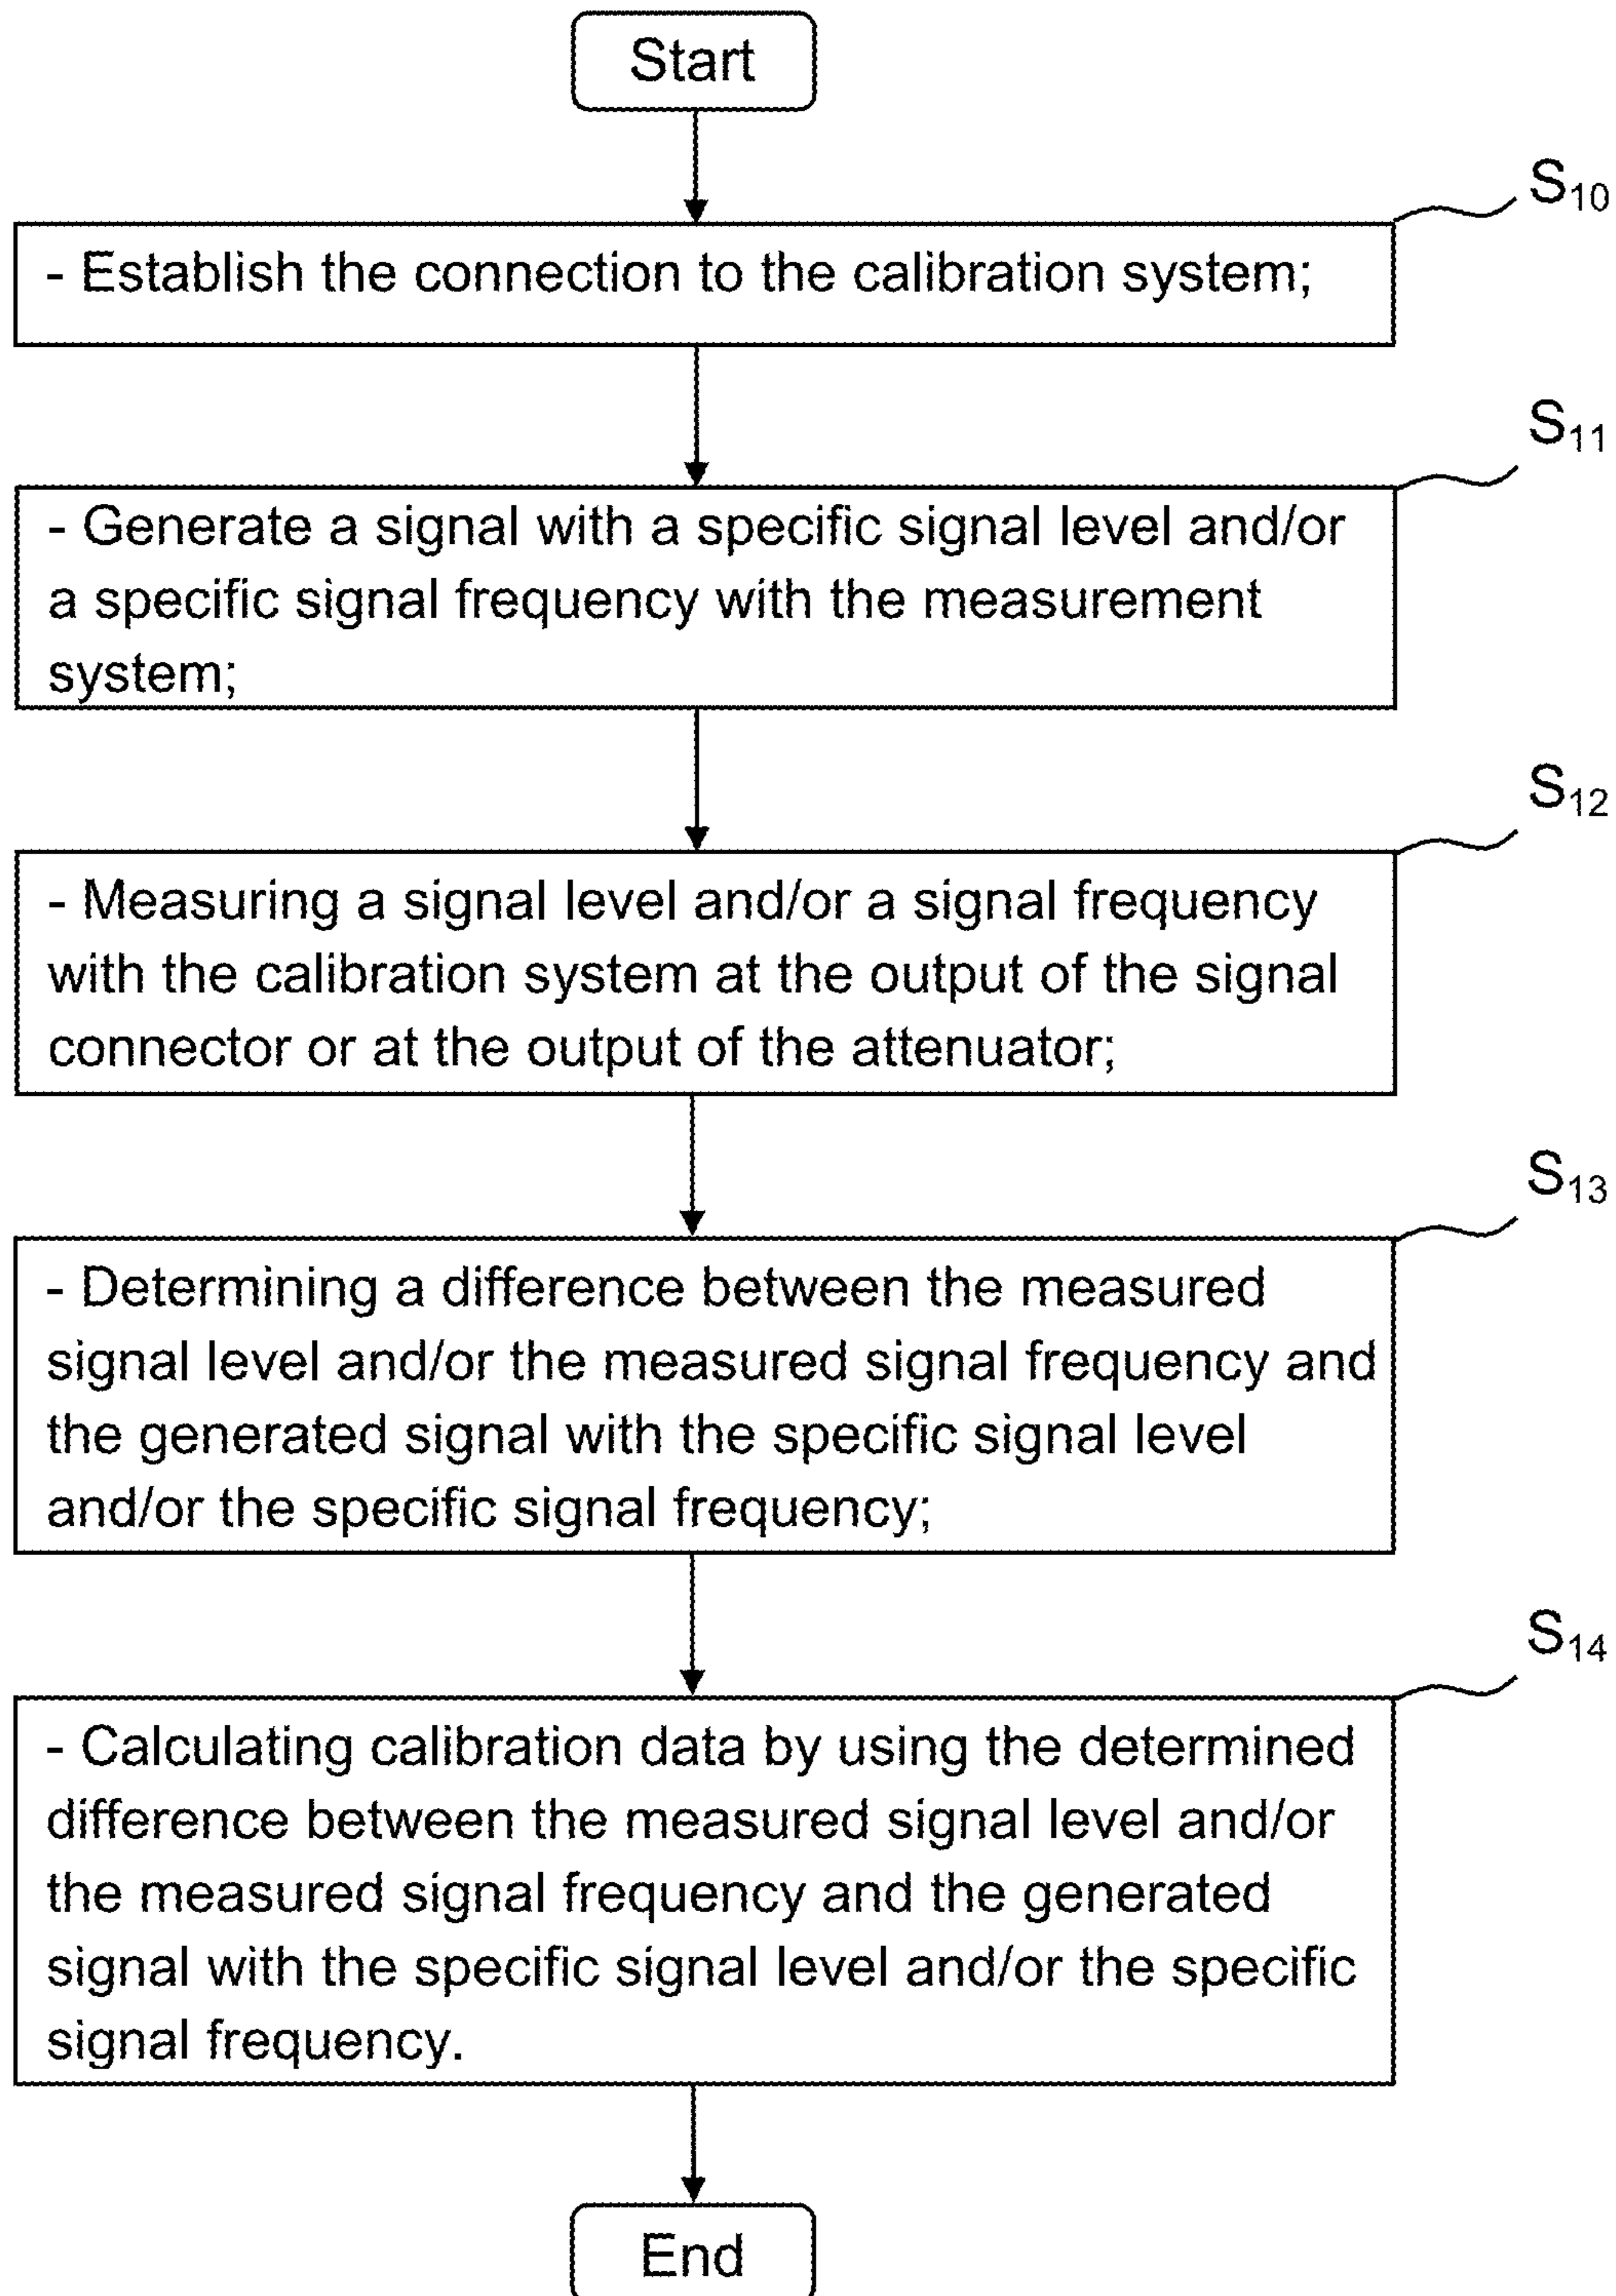 Start
S10
- Establish the connection to the calibration system;
S11
- Generate a signal with a specific signal level and/or
a specific signal frequency with the measurement
system;
S12
- Measuring a signal level and/or a signal frequency
with the calibration system at the output of the signal
connector or at the output of the attenuator;
S13
- Determining a difference between the measured
signal level and/or the measured signal frequency and
the generated signal with the specific signal level
and/or the specific signal frequency;
S14
- Calculating calibration data by using the determined
difference between the measured signal level and/or
the measured signal frequency and the generated
signal with the specific signal level and/or the specific
signal frequency.
End